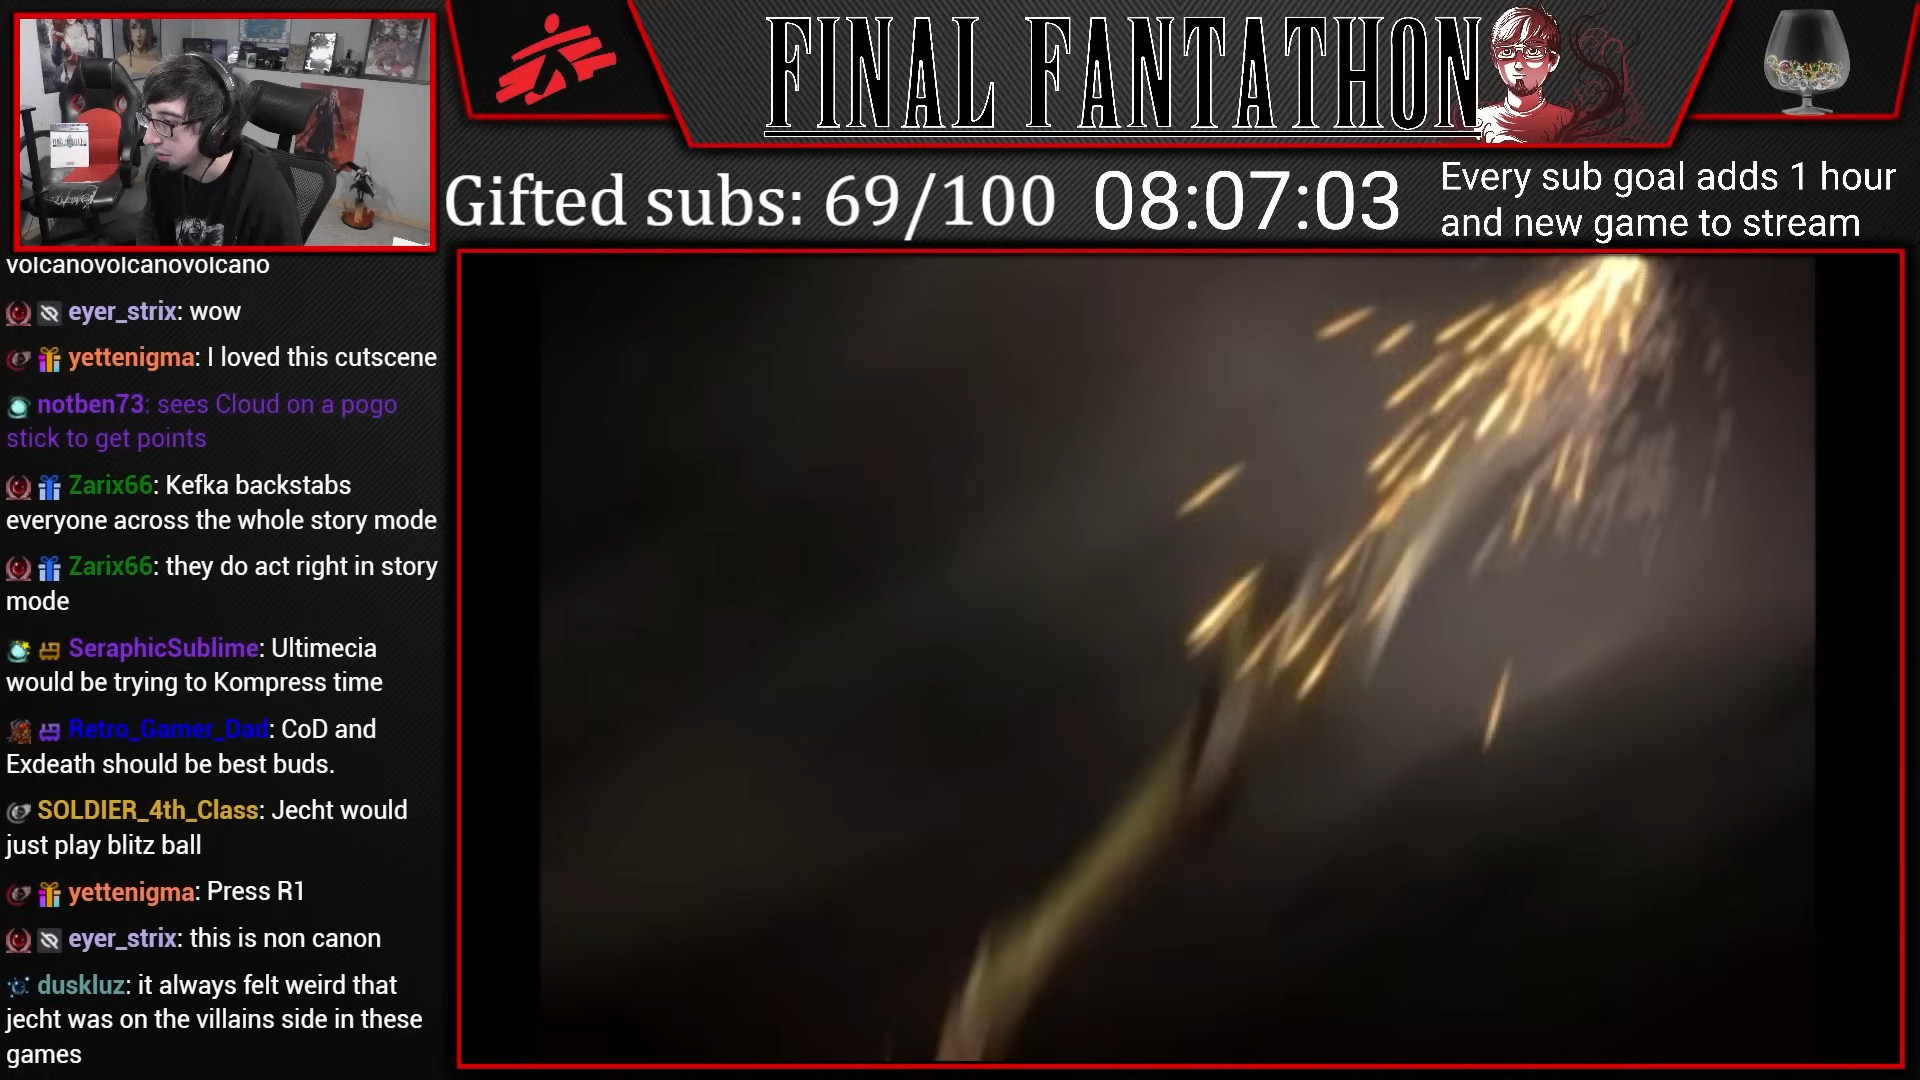 FINAL FANTATHON
Gifted subs: 69/100
08:07:03
Every sub goal adds 1 hour
and new game to stream
volcanovolcanovolcano
eyer_strix: wow
yettenigma: I loved this cutscene
notben73: sees Cloud on a pogo
stick to get points
Zarix66: Kefka backstabs
everyone across the whole story mode
Zarix66: they do act right in story
mode
SeraphicSublime: Ultimecia
would be trying to Kompress time
Retro_Gamer_Dad: CoD and
Exdeath should be best buds.
SOLDIER_4th_Class: Jecht would
just play blitz ball
yettenigma: Press R1
eyer_strix: this is non canon
duskluz: it always felt weird that
jecht was on the villains side in these
games